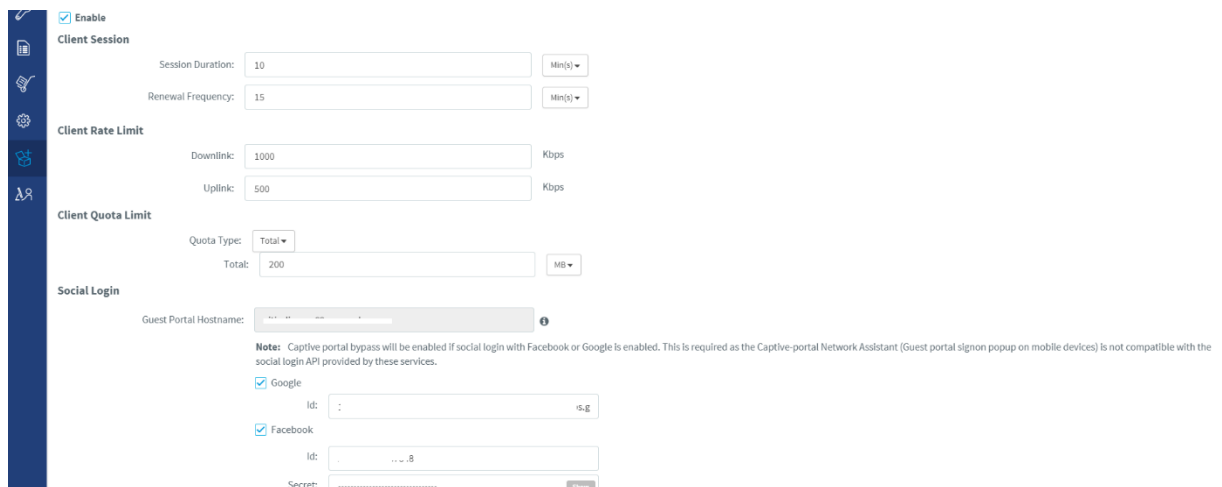 Enable
Client Session
Session Duration: 10 Min(s)
Renewal Frequency: 15 Min(s)
Client Rate Limit
Downlink: 1000 Kbps
Uplink: 500 Kbps
Client Quota Limit
Quota Type: Total
Total: 200 MB
Social Login
Guest Portal Hostname:
Note: Captive portal bypass will be enabled if social login with Facebook or Google is enabled. This is required as the Captive-portal Network Assistant (Guest portal signon popup on mobile devices) is not compatible with the
social login API provided by these services.
Google
Id: s.g
Facebook
Id: .8
Secret: